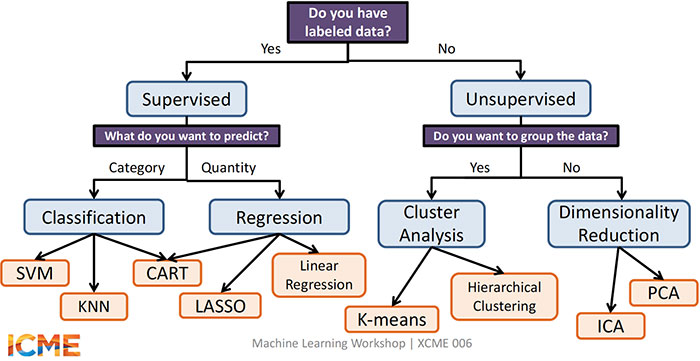 Do you have
labeled data?
Yes
No
Supervised
Unsupervised
What do you want to predict?
Do you want to group the data?
Category
Quantity
Yes
No
Classification
Regression
Cluster
Analysis
Dimensionality
Reduction
SVM
KNN
CART
LASSO
Linear
Regression
K-means
Hierarchical
Clustering
ICA
PCA
ICME
Machine Learning Workshop | XCME 006